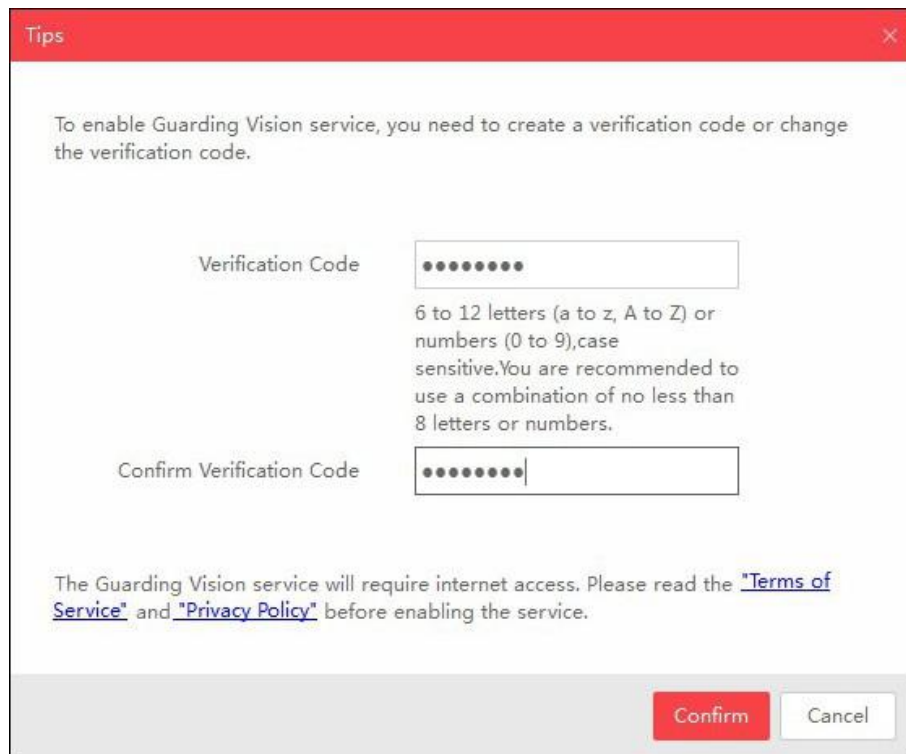 Tips
To enable Guarding Vision service, you need to create a verification code or change
the verification code.
Verification Code
••••••••
6 to 12 letters (a to z, A to Z) or
numbers (0 to 9),case
sensitive.You are recommended to
use a combination of no less than
8 letters or numbers.
Confirm Verification Code
••••••••
The Guarding Vision service will require internet access. Please read the "Terms of
Service" and "Privacy Policy" before enabling the service.
Confirm
Cancel